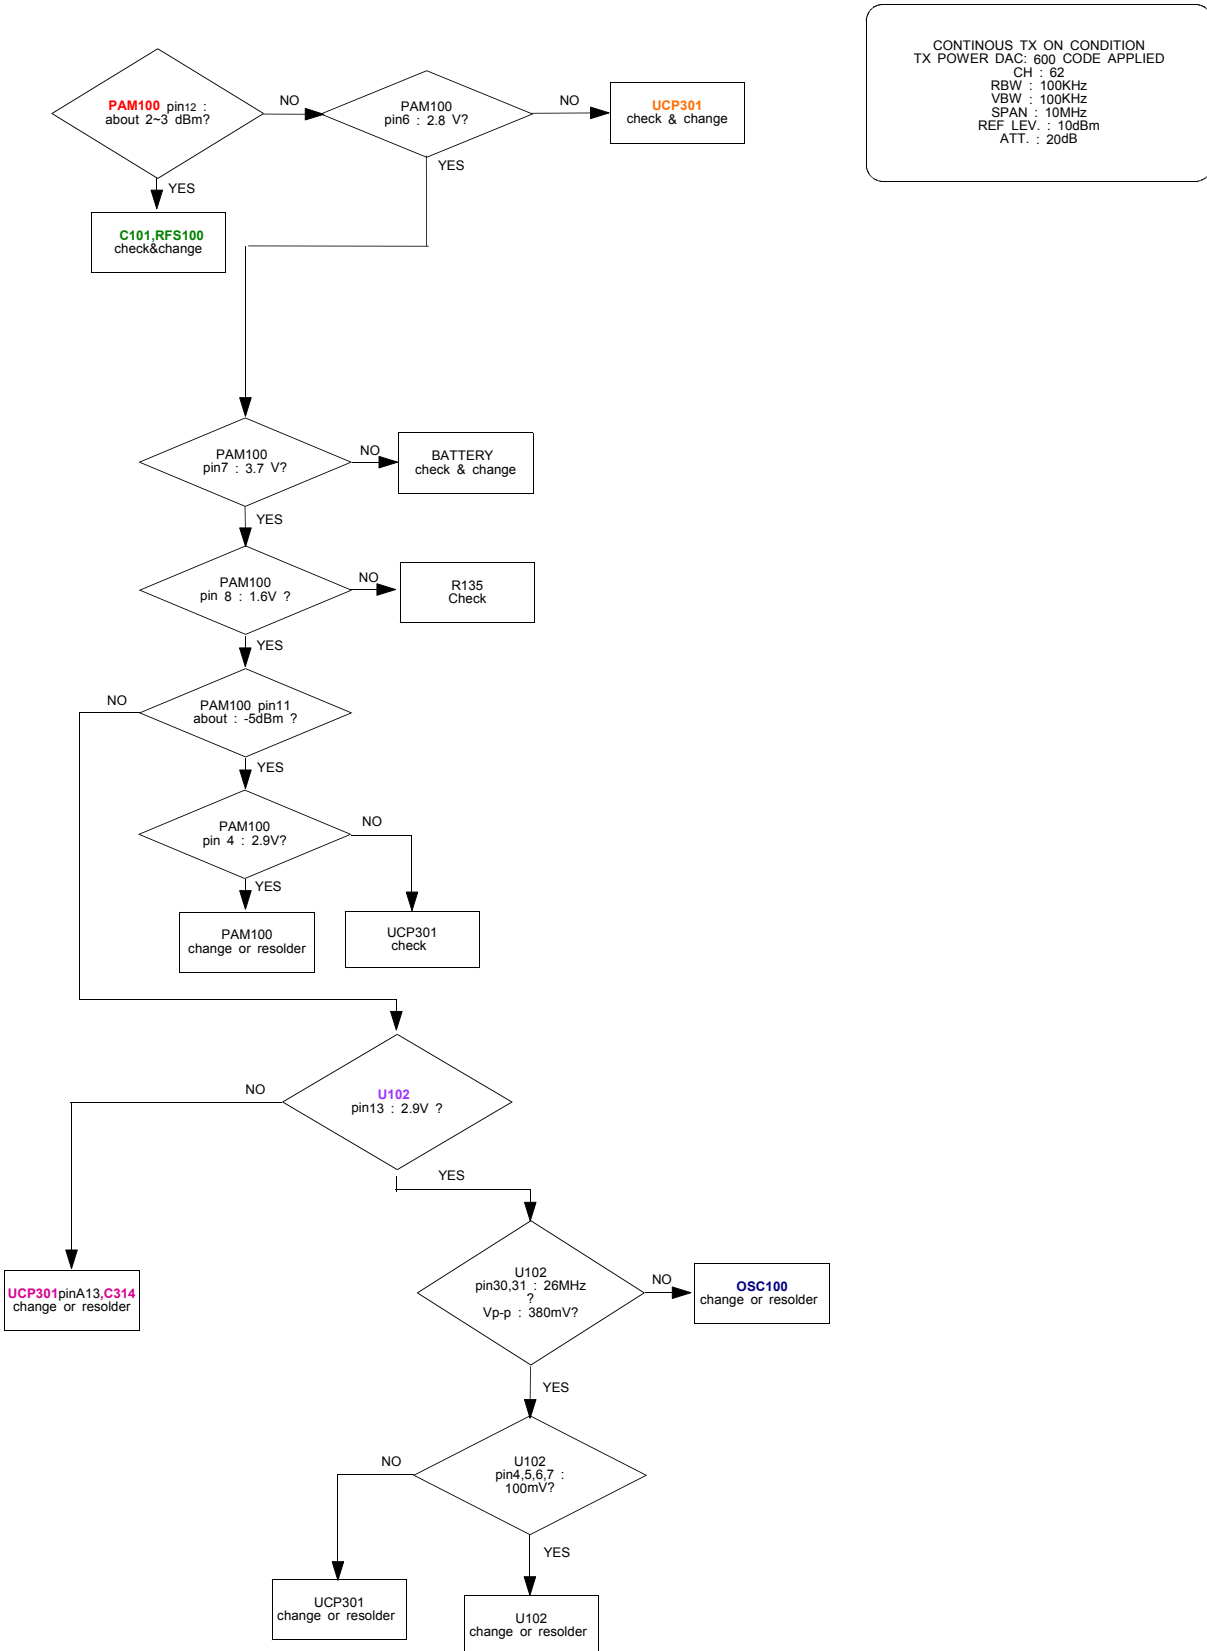 CONTINOUS TX ON CONDITION
TX POWER DAC: 600 CODE APPLIED
CH : 62
RBW : 100KHz
VBW : 100KHz
SPAN : 10MHz
REF LEV. : 10dBm
ATT. : 20dB
PAM100 pin12 :
about 2~3 dBm?
NO
PAM100
pin6 : 2.8 V?
NO
UCP301
check & change
YES
YES
C101,RFS100
check&change
PAM100
pin7 : 3.7 V?
NO
BATTERY
check & change
YES
PAM100
pin 8 : 1.6V ?
NO
R135
Check
YES
NO
PAM100 pin11
about : -5dBm ?
YES
PAM100
pin 4 : 2.9V?
NO
YES
PAM100
change or resolder
UCP301
check
NO
U102
pin13 : 2.9V ?
YES
UCP301pinA13,C314
change or resolder
U102
pin30,31 : 26MHz
?
Vp-p : 380mV?
NO
OSC100
change or resolder
YES
NO
U102
pin4,5,6,7 :
100mV?
YES
UCP301
change or resolder
U102
change or resolder